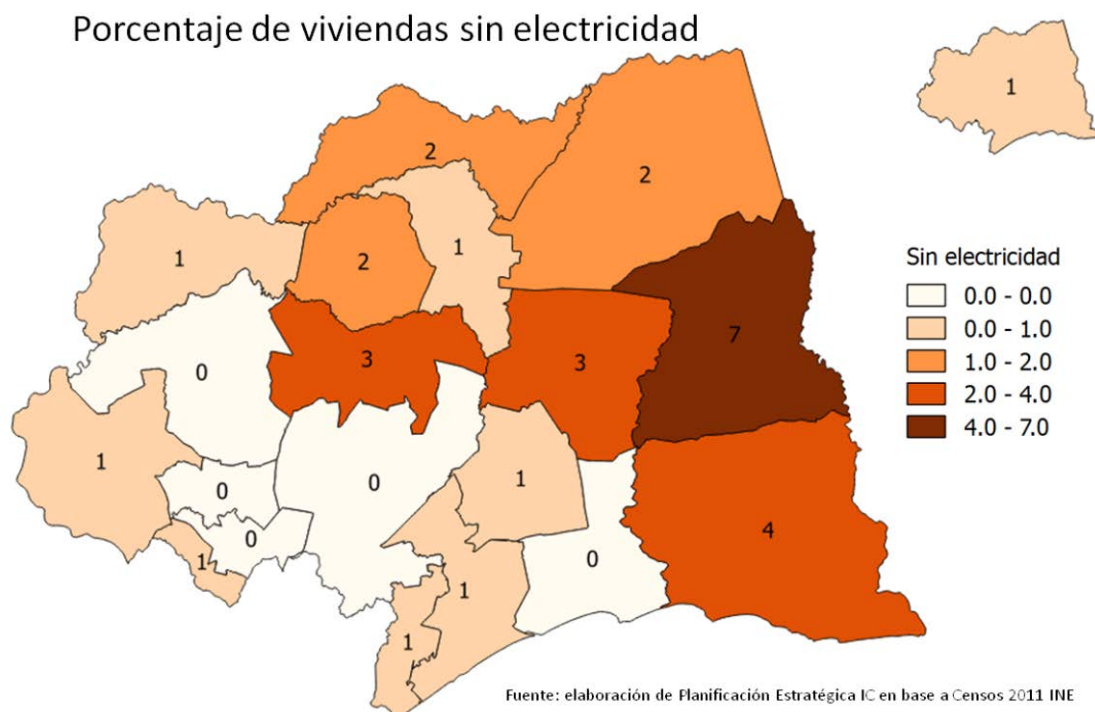 Porcentaje de viviendas sin electricidad
1
2
2
1
2
1
Sin electricidad
0.0 - 0.0
0.0 - 1.0
1.0 - 2.0
2.0 - 4.0
4.0 - 7.0
7
3
3
0
1
1
0
0
0
4
0
1
1
1
Fuente: elaboración de Planificación Estratégica IC en base a Censos 2011 INE